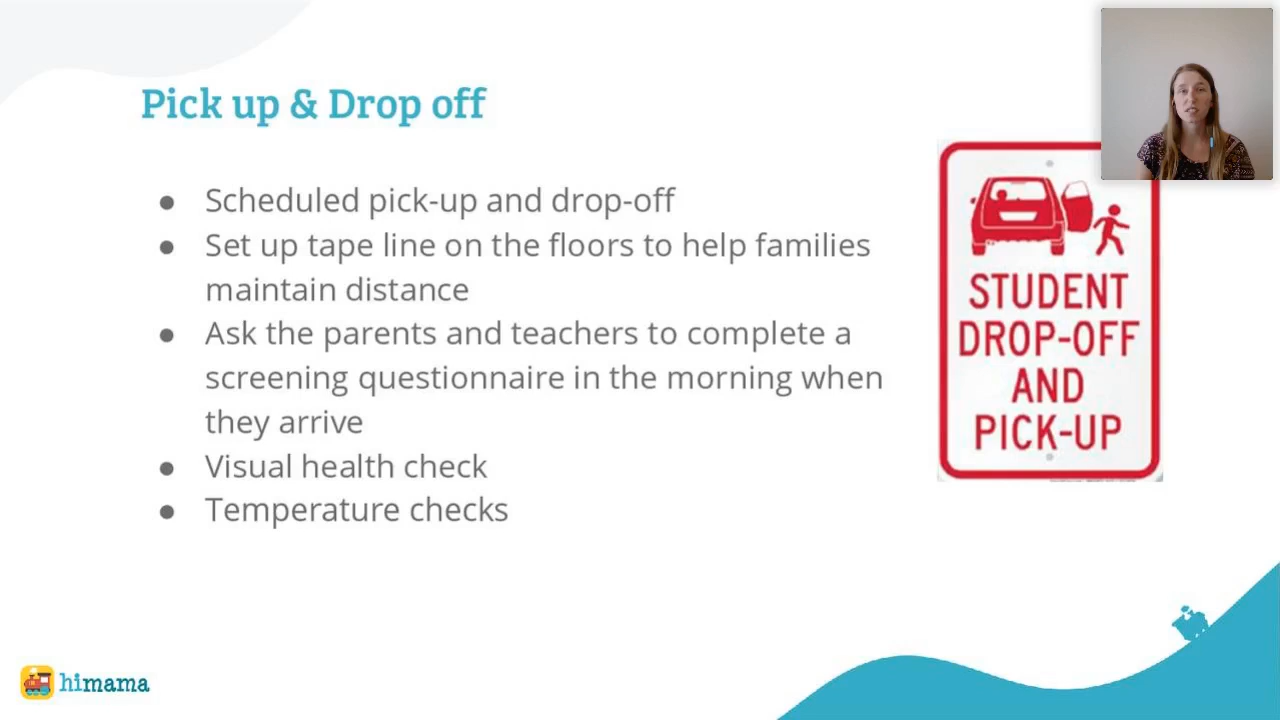 Pick up & Drop off
● Scheduled pick-up and drop-off
● Set up tape line on the floors to help families
maintain distance
● Ask the parents and teachers to complete a
screening questionnaire in the morning when
they arrive
● Visual health check
● Temperature checks
STUDENT
DROP-OFF
AND
PICK-UP
himama